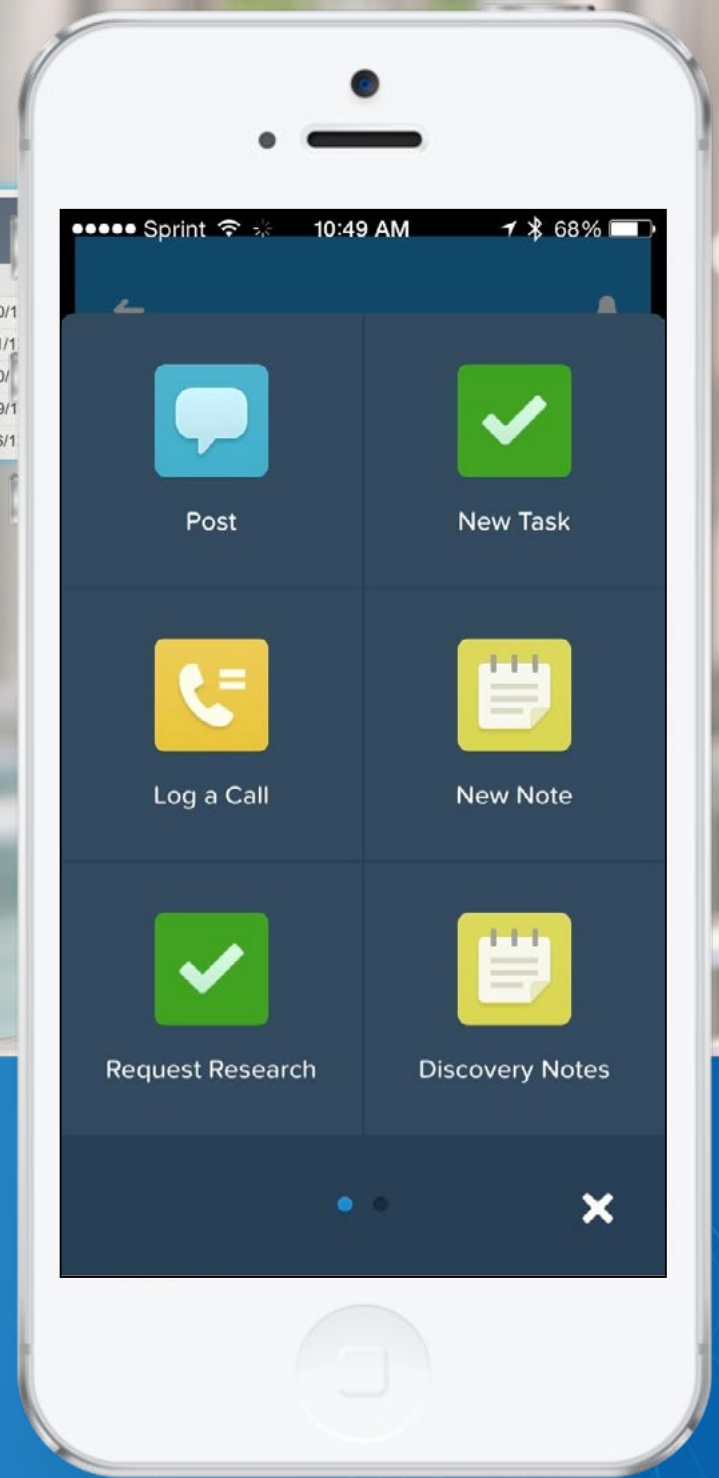 Sprint 10:49 AM 68%
Post New Task
Log a Call New Note
Request Research Discovery Notes